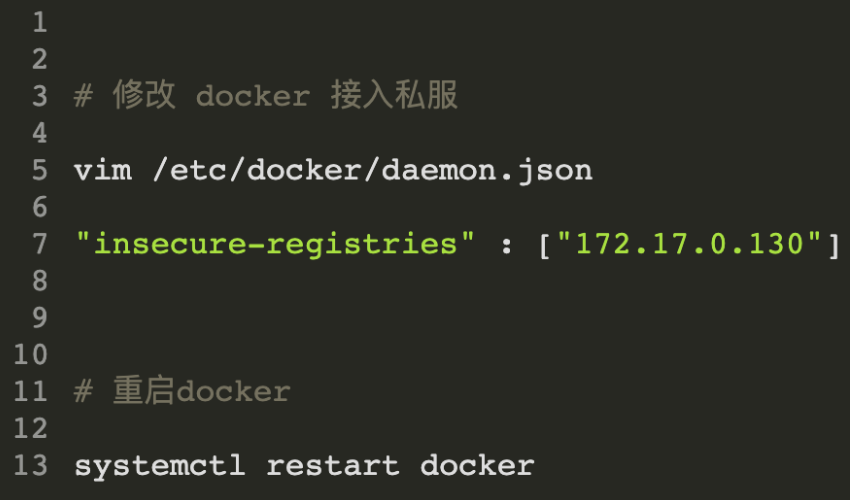 1
2
3 # 修改 docker 接入私服
4
5 vim /etc/docker/daemon.json
6
7 "insecure-registries" : ["172.17.0.130"]
8
9
10
11 # 重启docker
12
13 systemctl restart docker